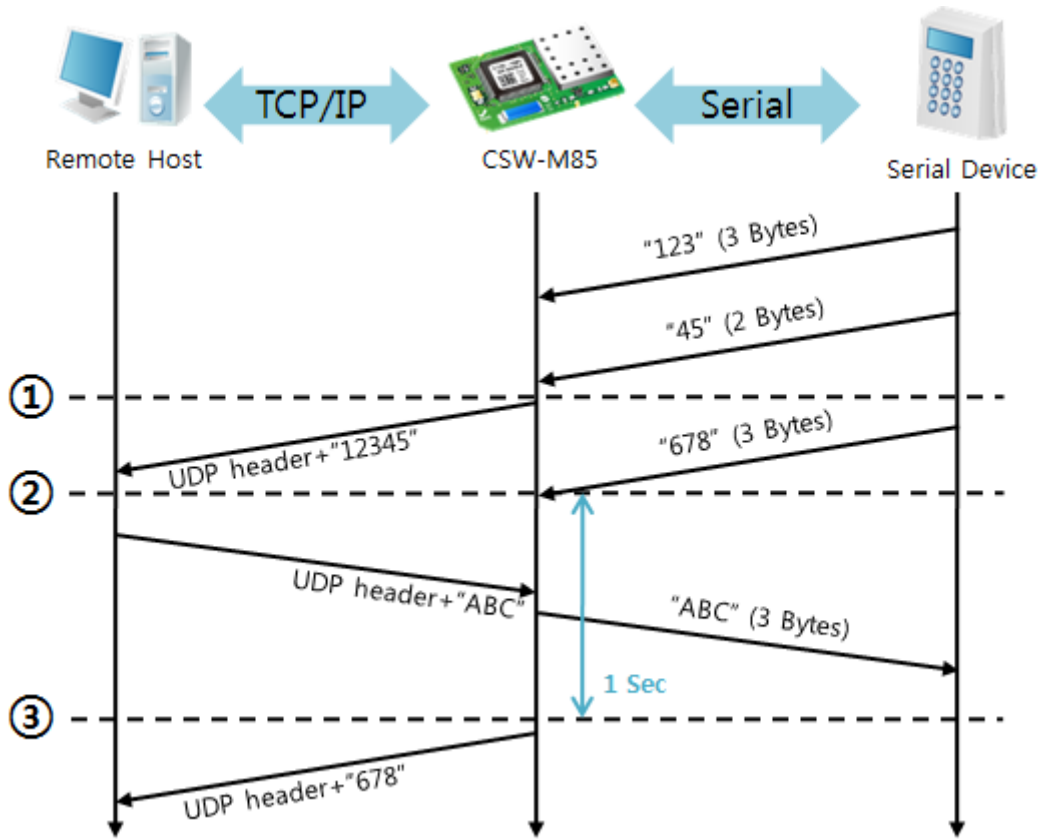 TCP/IP
Serial
Remote Host
CSW-M85
Serial Device
"123" (3 Bytes)
"45" (2 Bytes)
①
UDP header+"12345"
"678" (3 Bytes)
②
UDP header+"ABC"
"ABC" (3 Bytes)
1 Sec
③
UDP header+"678"